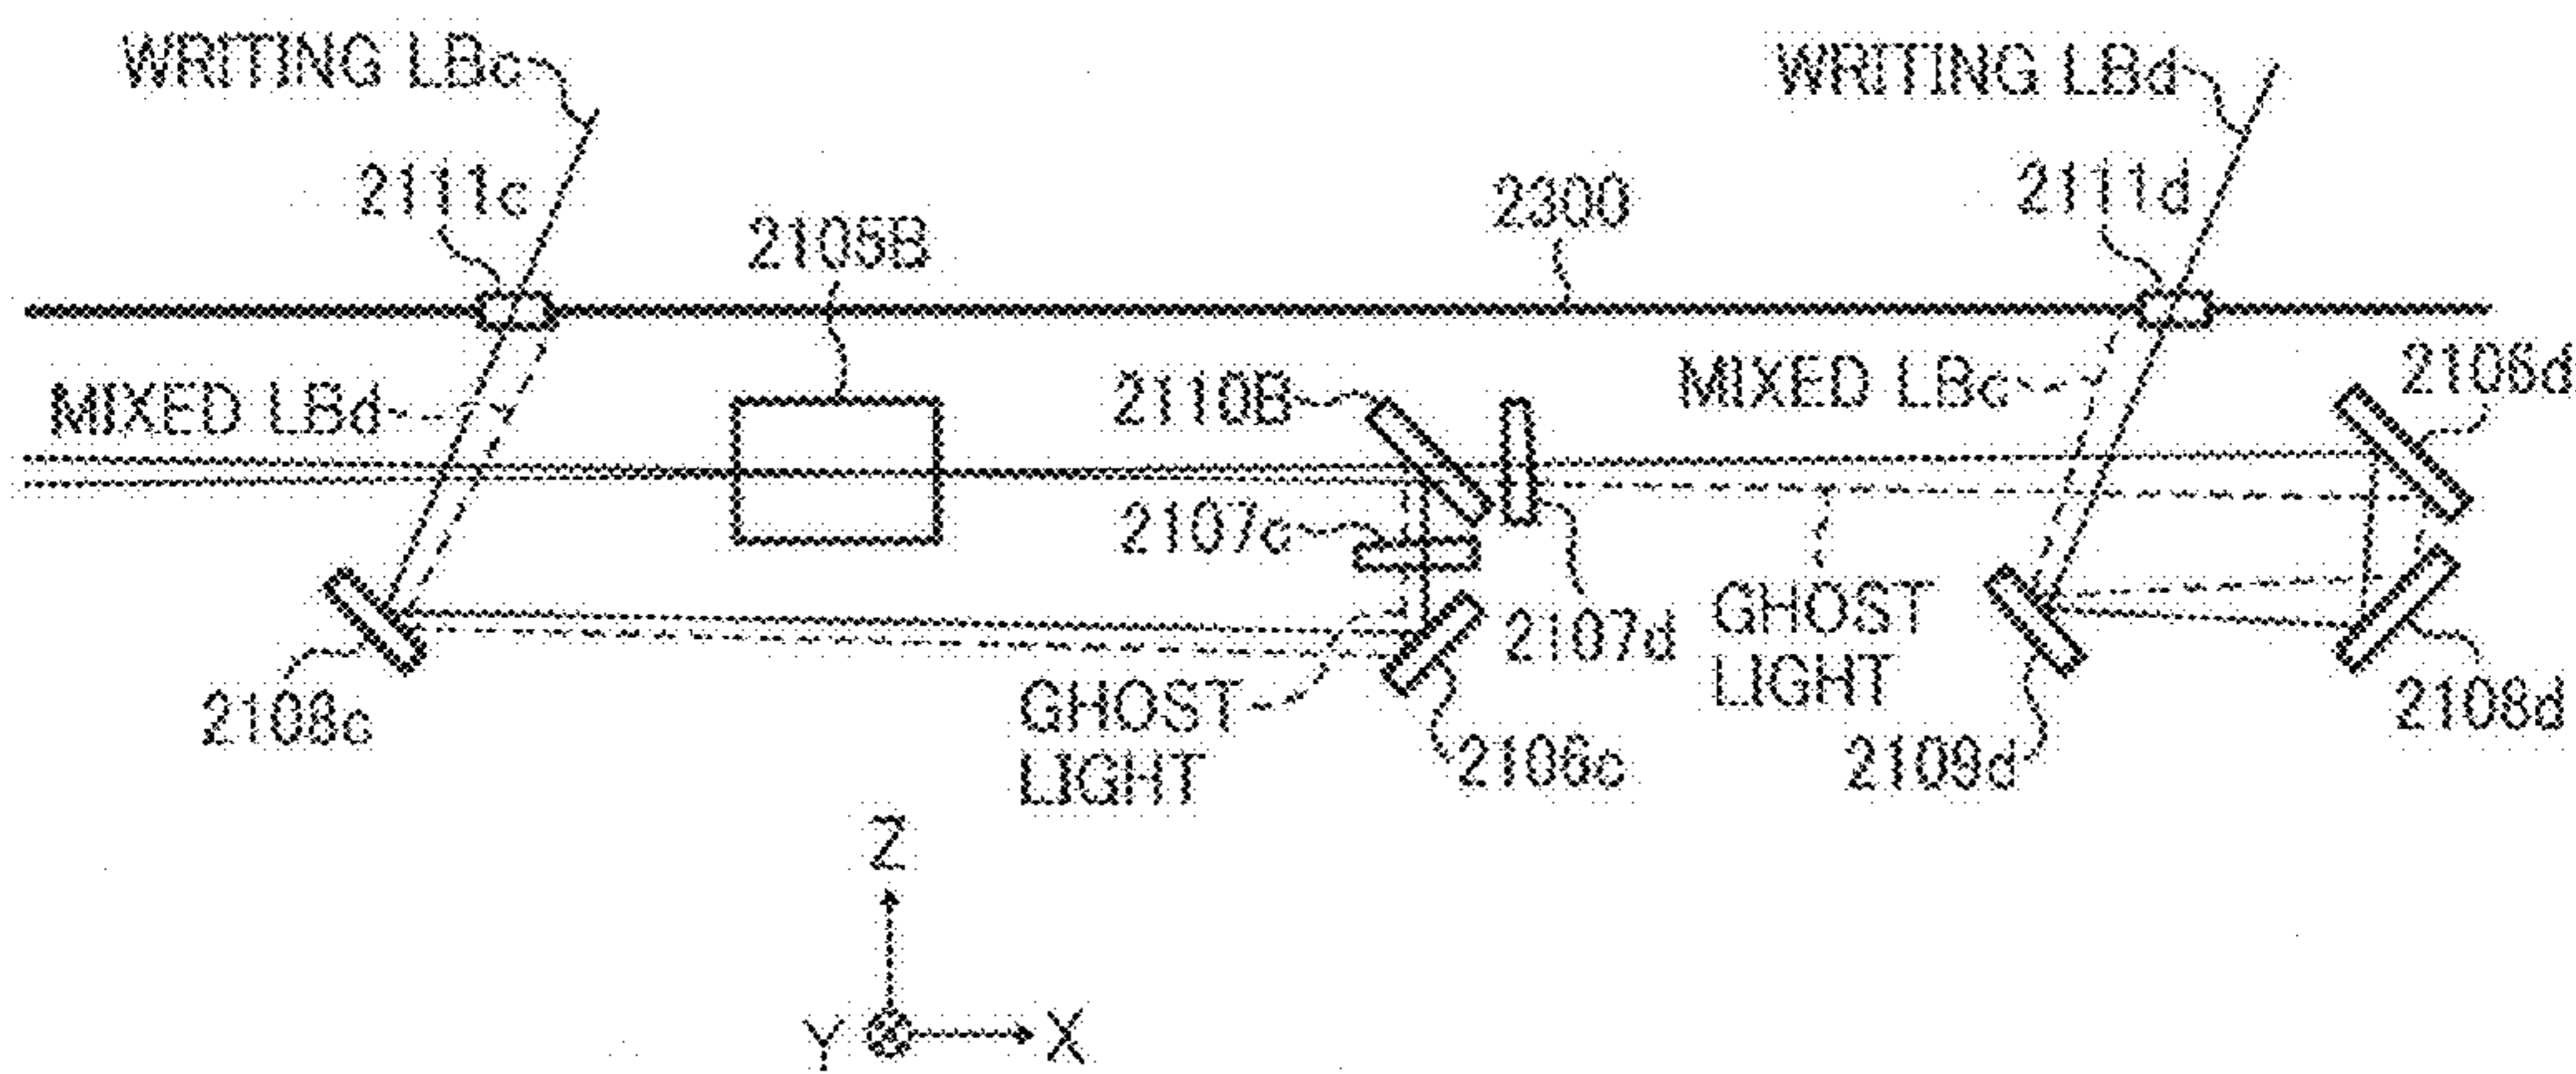 WRITING LBc
WRITING LBd
2111c
2105B
2300
2111d
MIXED LBd
2110B
MIXED LBc
2106d
2107c
2107d
GHOST
LIGHT
2108c
GHOST
LIGHT
2106c
2109d
2108d
Z
Y
X